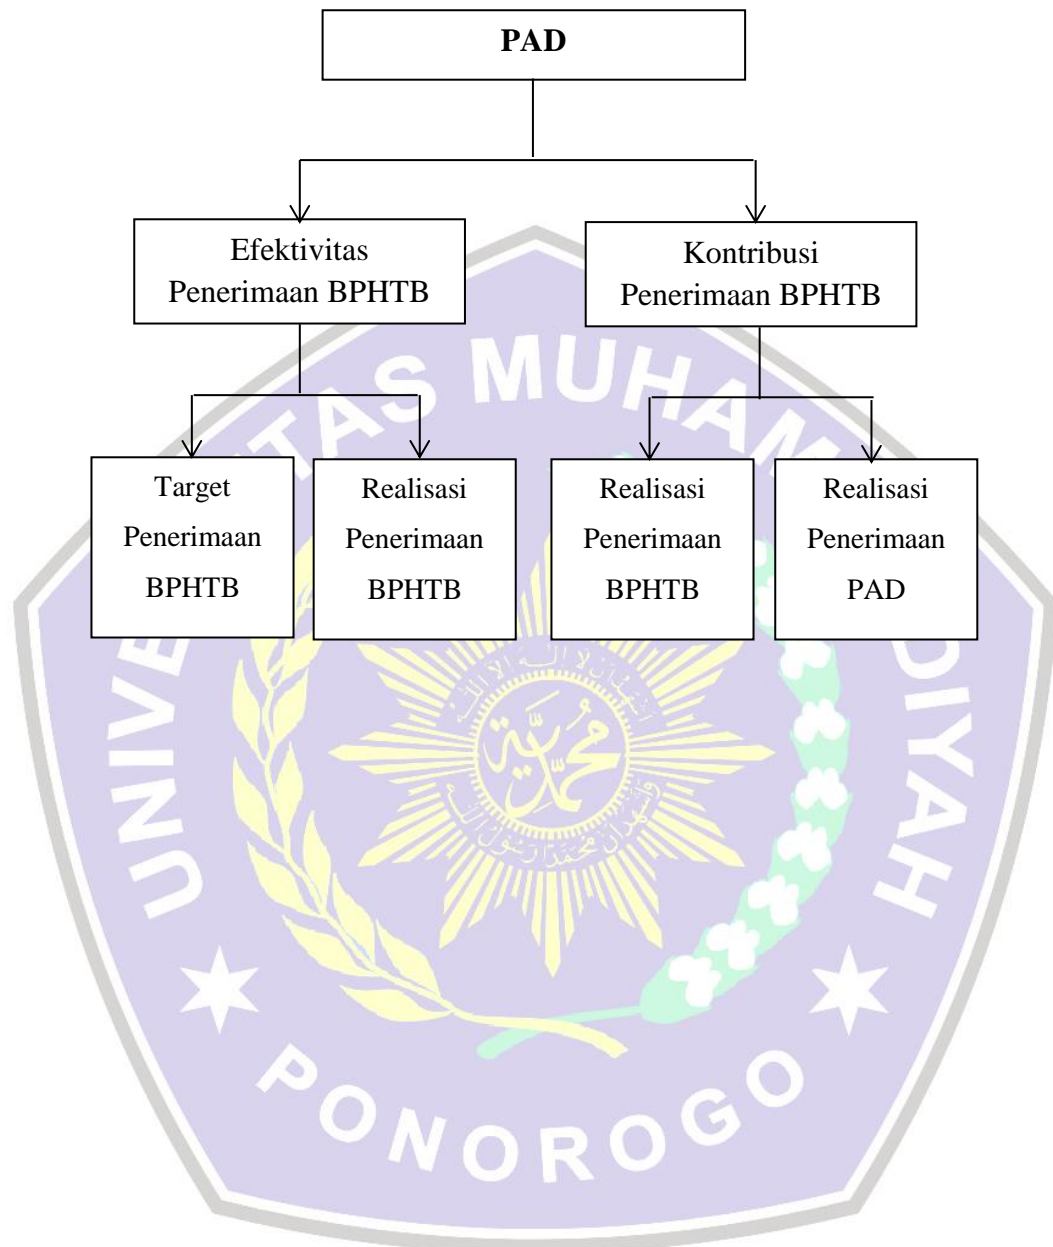 PAD
Efektivitas
Penerimaan BPHTB
Kontribusi
Penerimaan BPHTB
Target
Penerimaan
BPHTB
Realisasi
Penerimaan
BPHTB
Realisasi
Penerimaan
BPHTB
Realisasi
Penerimaan
PAD
PONOROGO